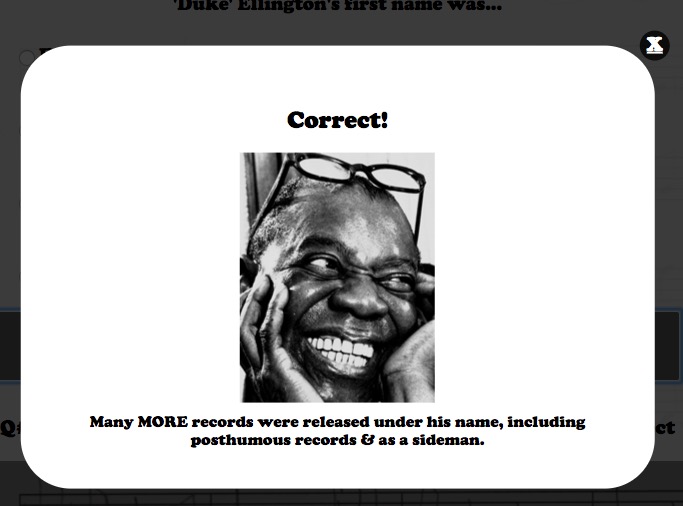 'Duke' Ellington's first name was...
X
Correct!
Many MORE records were released under his name, including
posthumous records & as a sideman.